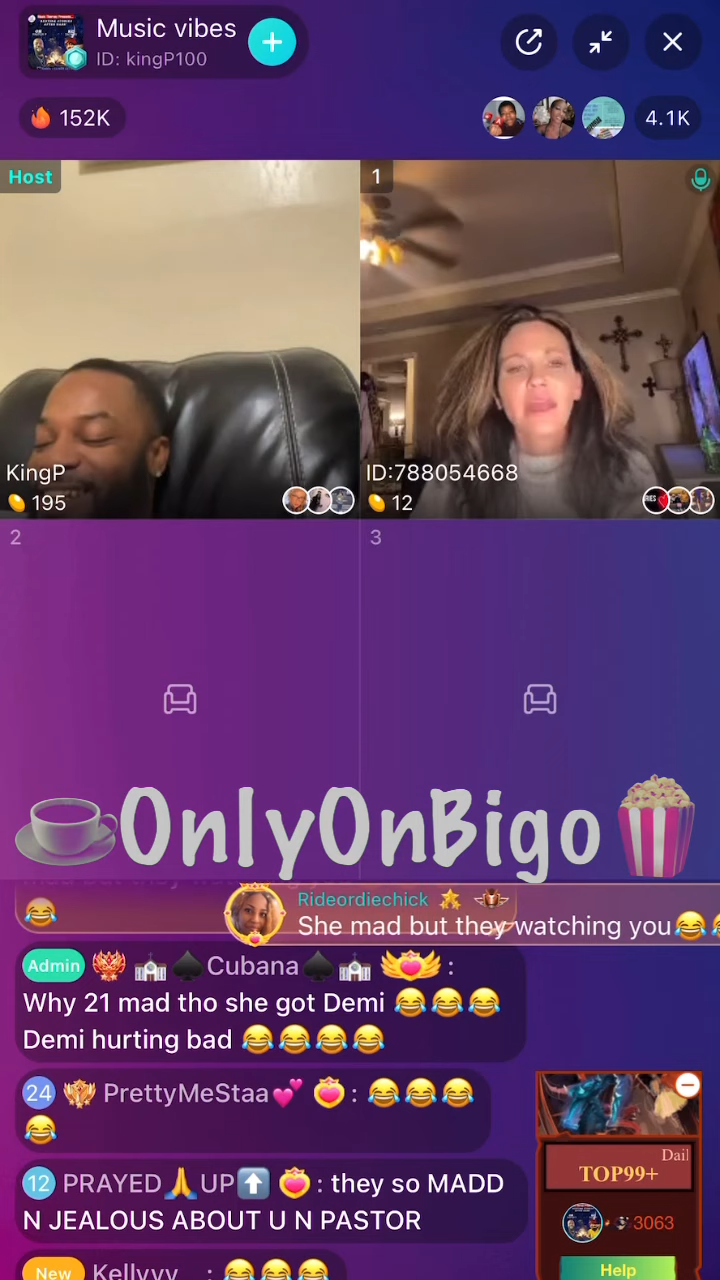 Music vibes
ID: kingP100
152K
4.1K
Host
1
KingP
195
ID:788054668
12
2
3
OnlyOnBigo
😂
Rideordiechick
She mad but they watching you😂
Admin ♠Cubana♠ :
Why 21 mad tho she got Demi 😂😂😂
Demi hurting bad 😂😂😂😂
24 PrettyMeStaa💕 : 😂😂😂
😂
12 PRAYED🙏UP⬆️ : they so MADD
N JEALOUS ABOUT U N PASTOR
Dail
TOP99+
3063
Help
New Kellyyy : 😂😂😂